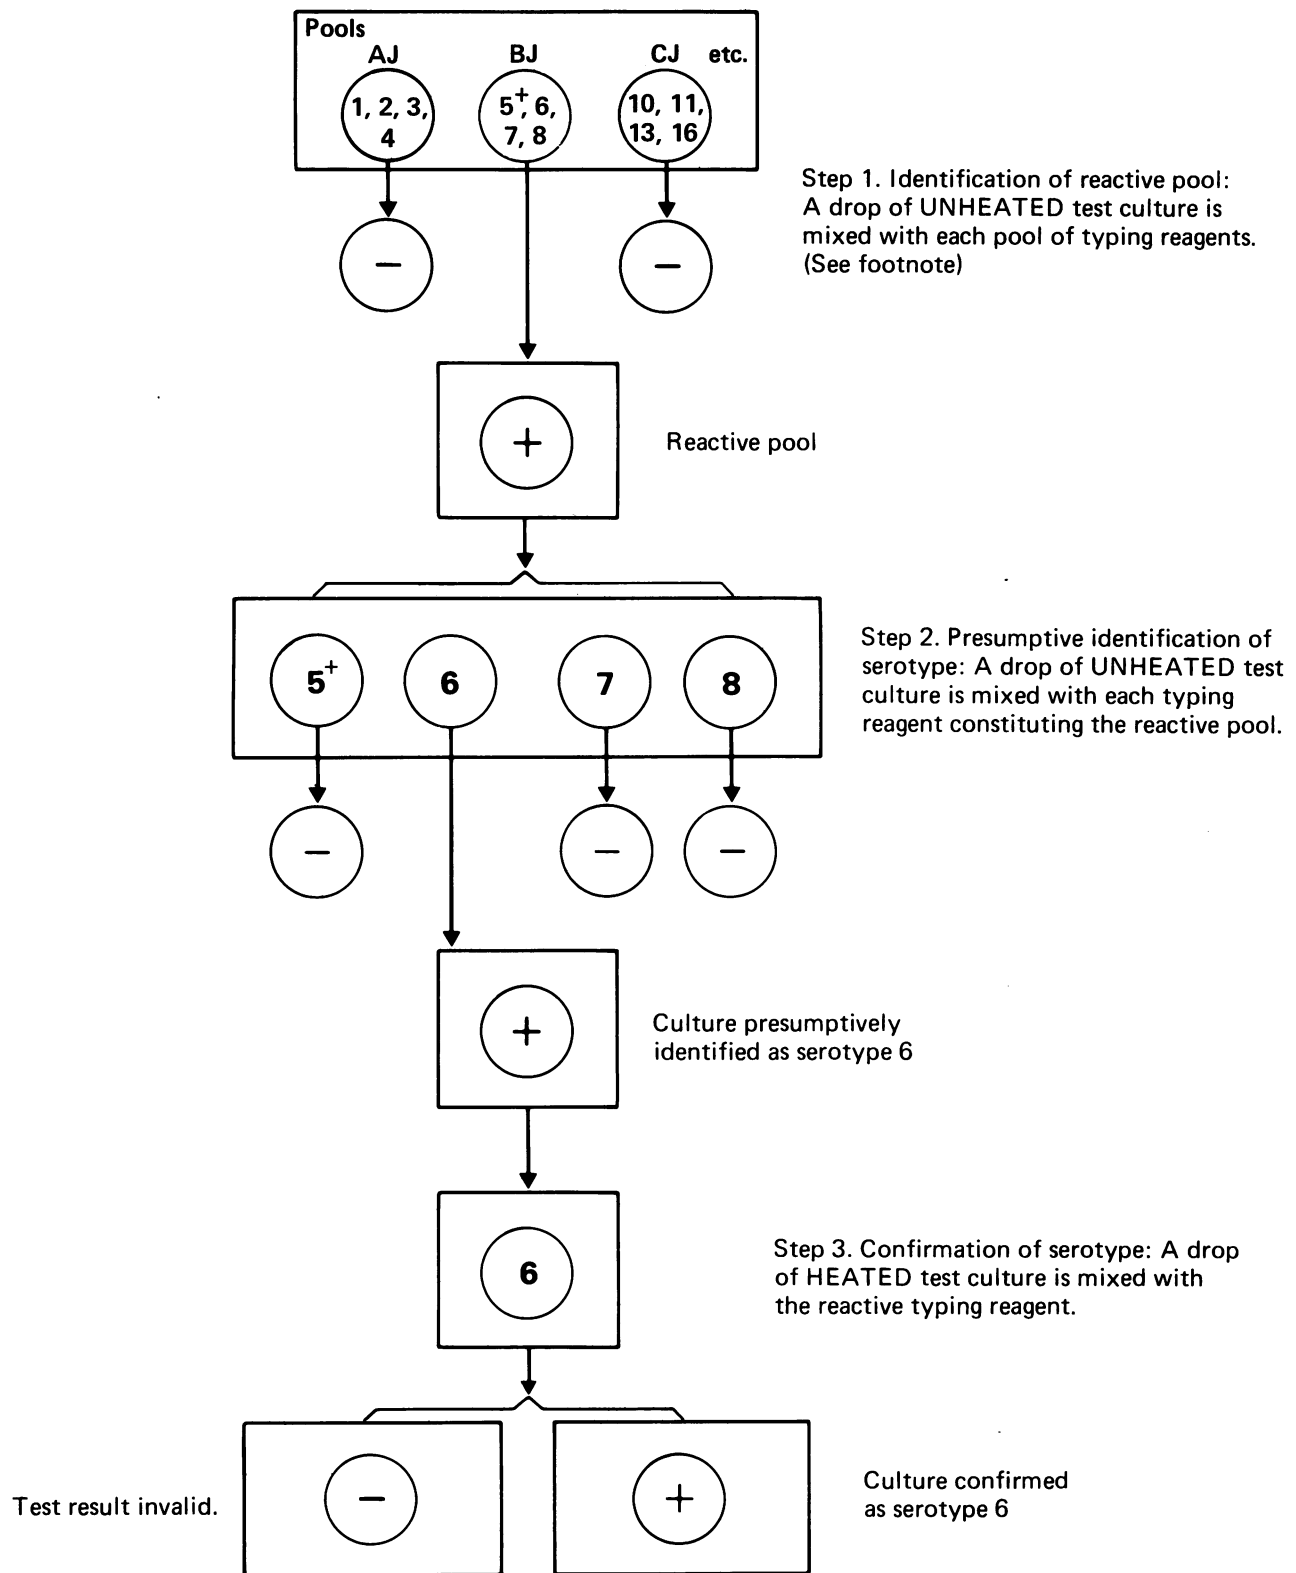 Pools
AJ BJ CJ etc.
1, 2, 3, 5+, 6, 10, 11,
4 7, 8 13, 16
Step 1. Identification of reactive pool:
A drop of UNHEATED test culture is
mixed with each pool of typing reagents.
(See footnote)
− −
+
Reactive pool
5+ 6 7 8
Step 2. Presumptive identification of
serotype: A drop of UNHEATED test
culture is mixed with each typing
reagent constituting the reactive pool.
− − −
+
Culture presumptively
identified as serotype 6
6
Step 3. Confirmation of serotype: A drop
of HEATED test culture is mixed with
the reactive typing reagent.
Test result invalid.
− +
Culture confirmed
as serotype 6